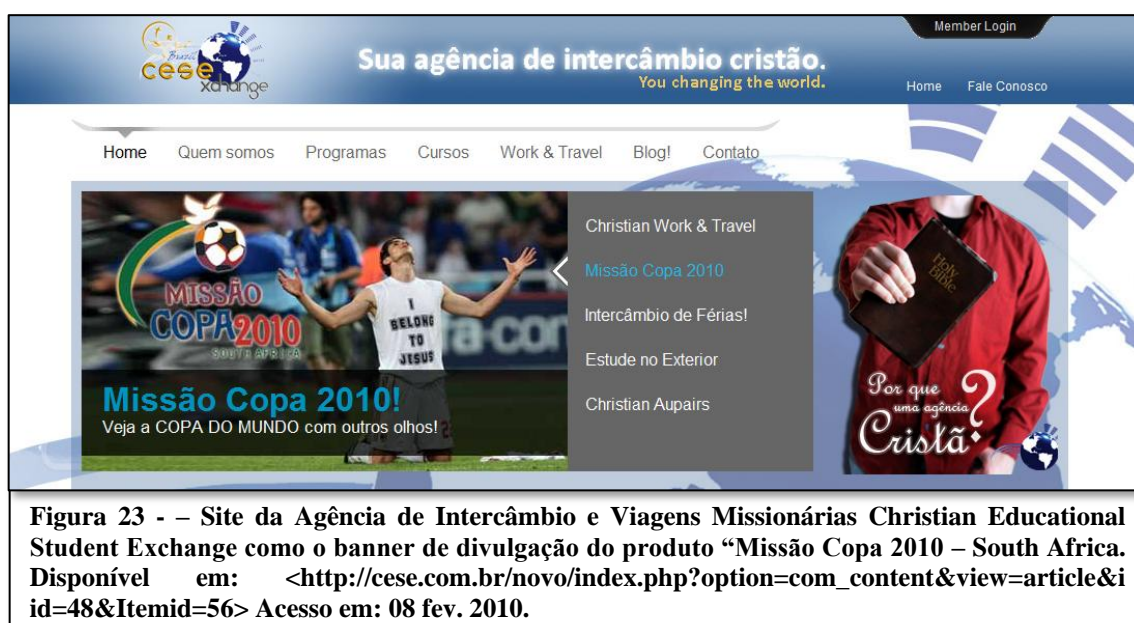 Member Login
Brazil
cese
xchange
Sua agência de intercâmbio cristão.
You changing the world.
Home Fale Conosco
Home Quem somos Programas Cursos Work & Travel Blog! Contato
MISSÃO
COPA2010
SOUTH AFRICA
I
BELONG
TO
JESUS
Missão Copa 2010!
Veja a COPA DO MUNDO com outros olhos!
Christian Work & Travel
Missão Copa 2010
Intercâmbio de Férias!
Estude no Exterior
Christian Aupairs
Holy
Bible
Por que
uma agência
Cristã?
Figura 23 - – Site da Agência de Intercâmbio e Viagens Missionárias Christian Educational
Student Exchange como o banner de divulgação do produto “Missão Copa 2010 – South Africa.
Disponível em: <http://cese.com.br/novo/index.php?option=com_content&view=article&i
id=48&Itemid=56> Acesso em: 08 fev. 2010.